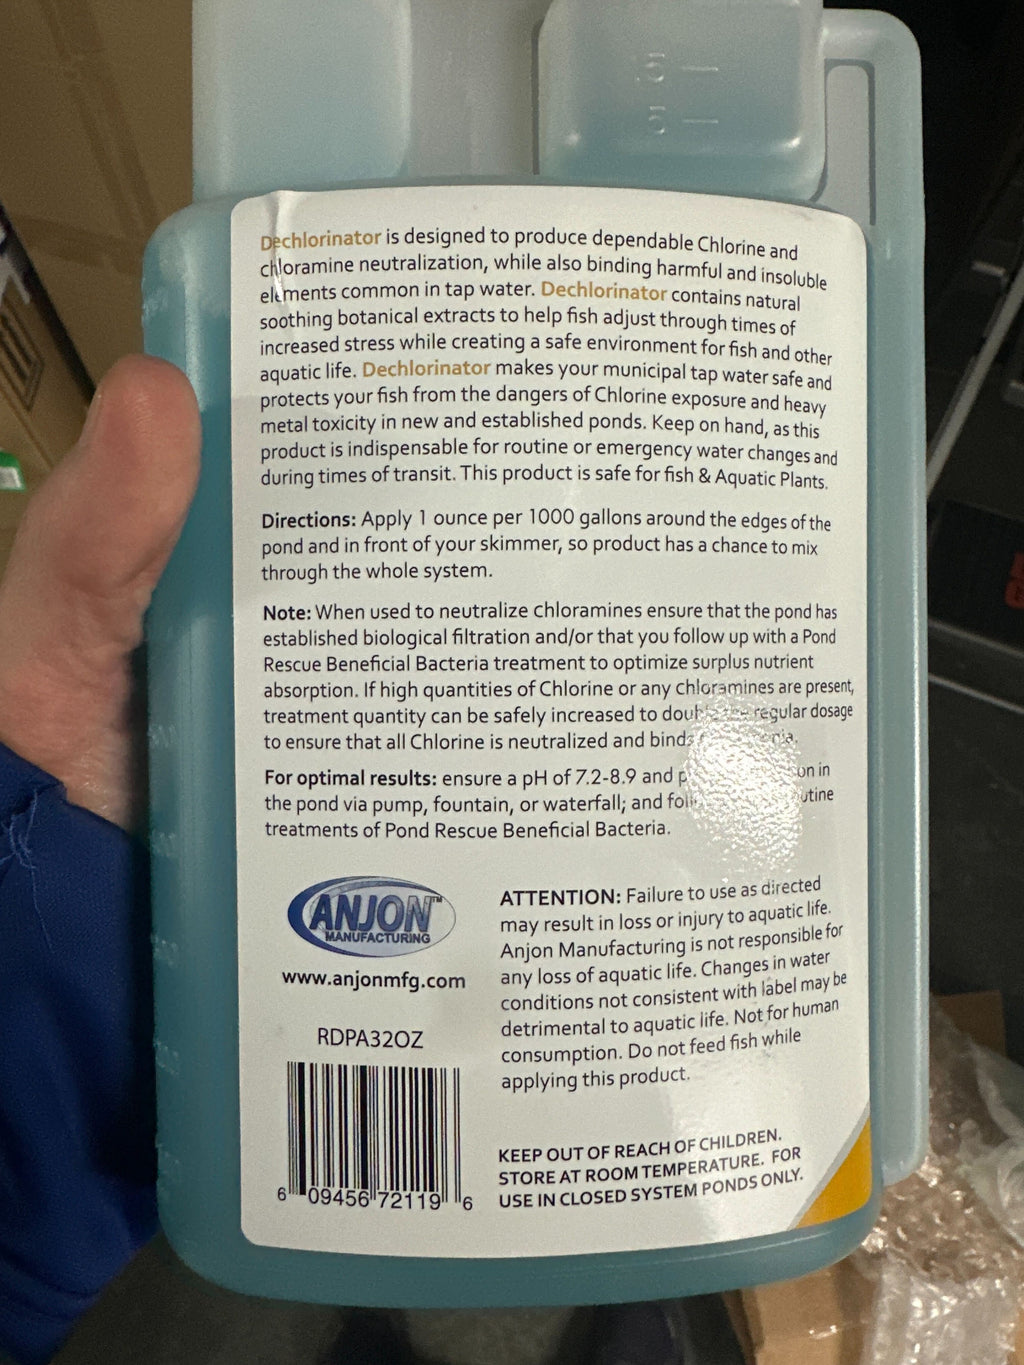 .5
5
Dechlorinator is designed to produce dependable Chlorine and
chloramine neutralization, while also binding harmful and insoluble
elements common in tap water. Dechlorinator contains natural
soothing botanical extracts to help fish adjust through times of
increased stress while creating a safe environment for fish and other
aquatic life. Dechlorinator makes your municipal tap water safe and
protects your fish from the dangers of Chlorine exposure and heavy
metal toxicity in new and established ponds. Keep on hand, as this
product is indispensable for routine or emergency water changes and
during times of transit. This product is safe for fish & Aquatic Plants.
Directions: Apply 1 ounce per 1000 gallons around the edges of the
pond and in front of your skimmer, so product has a chance to mix
through the whole system.
Note: When used to neutralize Chloramines ensure that the pond has
established biological filtration and/or that you follow up with a Pond
Rescue Beneficial Bacteria treatment to optimize surplus nutrient
absorption. If high quantities of Chlorine or any chloramines are present,
treatment quantity can be safely increased to double the regular dosage
to ensure that all Chlorine is neutralized and binds
For optimal results: ensure a pH of 7.2-8.9 and in
the pond via pump, fountain, or waterfall; and
treatments of Pond Rescue Beneficial Bacteria.
ANJON™
MANUFACTURING
www.anjonmfg.com
RDPA32OZ
6 09456 72119 6
ATTENTION: Failure to use as directed
may result in loss or injury to aquatic life.
Anjon Manufacturing is not responsible for
any loss of aquatic life. Changes in water
conditions not consistent with label may be
detrimental to aquatic life. Not for human
consumption. Do not feed fish while
applying this product.
KEEP OUT OF REACH OF CHILDREN.
STORE AT ROOM TEMPERATURE. FOR
USE IN CLOSED SYSTEM PONDS ONLY.